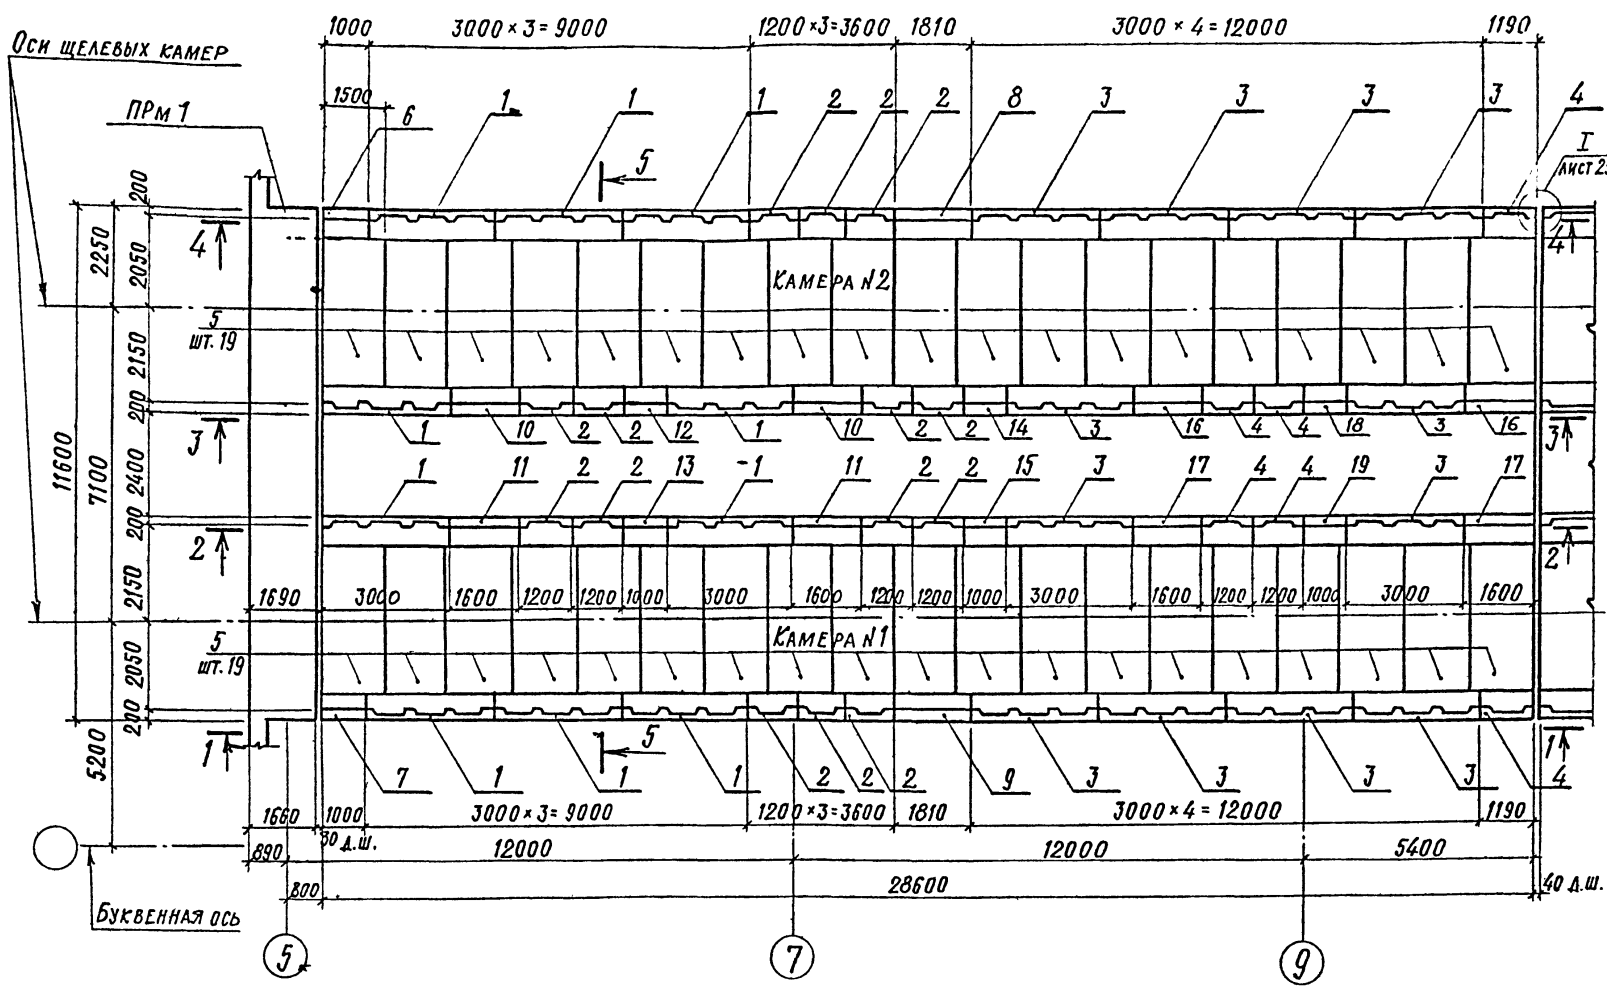 1000 3000 × 3 = 9000 1200 × 3 = 3600 1810 3000 × 4 = 12000 1190
Оси щелевых камер
1500
ПРм 1
6 1 1 1 2 2 2 8 3 3 3 3 4
I
лист 2
5
200
4 4
2250 2050
Камера N2
5
шт. 19
2150
200
1 10 2 2 12 1 10 2 2 14 3 16 4 4 18 3 16
3 3
11600 7100 2400
1 11 2 2 13 1 11 2 2 15 3 17 4 4 19 3 17
200
2 2
2150
1690 3000 1600 1200 1200 1000 3000 1600 1200 1200 1000 3000 1600 1200 1200 1000 3000 1600
Камера N1
5
шт. 19
2050
200
1 1
5
5200
7 1 1 1 2 2 2 9 3 3 3 3 4
1660 1000 3000 × 3 = 9000 1200 × 3 = 3600 1810 3000 × 4 = 12000 1190
30 д.ш.
890 12000 12000 5400
800 28600 40 д.ш.
Буквенная ось
5 7 9